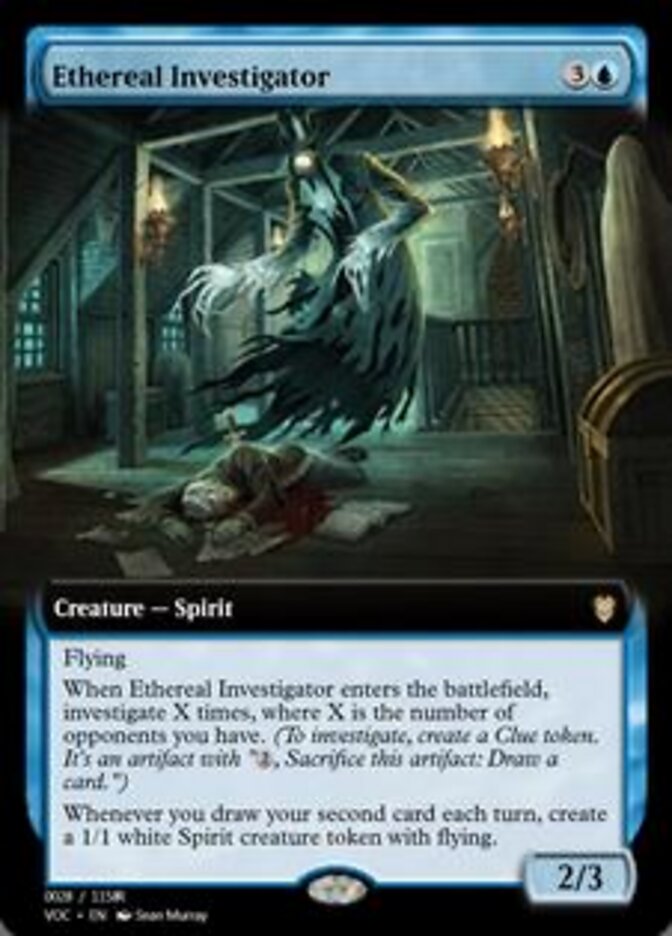 Ethereal Investigator 3
Creature — Spirit
Flying
When Ethereal Investigator enters the battlefield,
investigate X times, where X is the number of
opponents you have. (To investigate, create a Clue token.
It's an artifact with "2, Sacrifice this artifact: Draw a
card.")
Whenever you draw your second card each turn, create
a 1/1 white Spirit creature token with flying.
2/3
VOC • EN Sean Murray